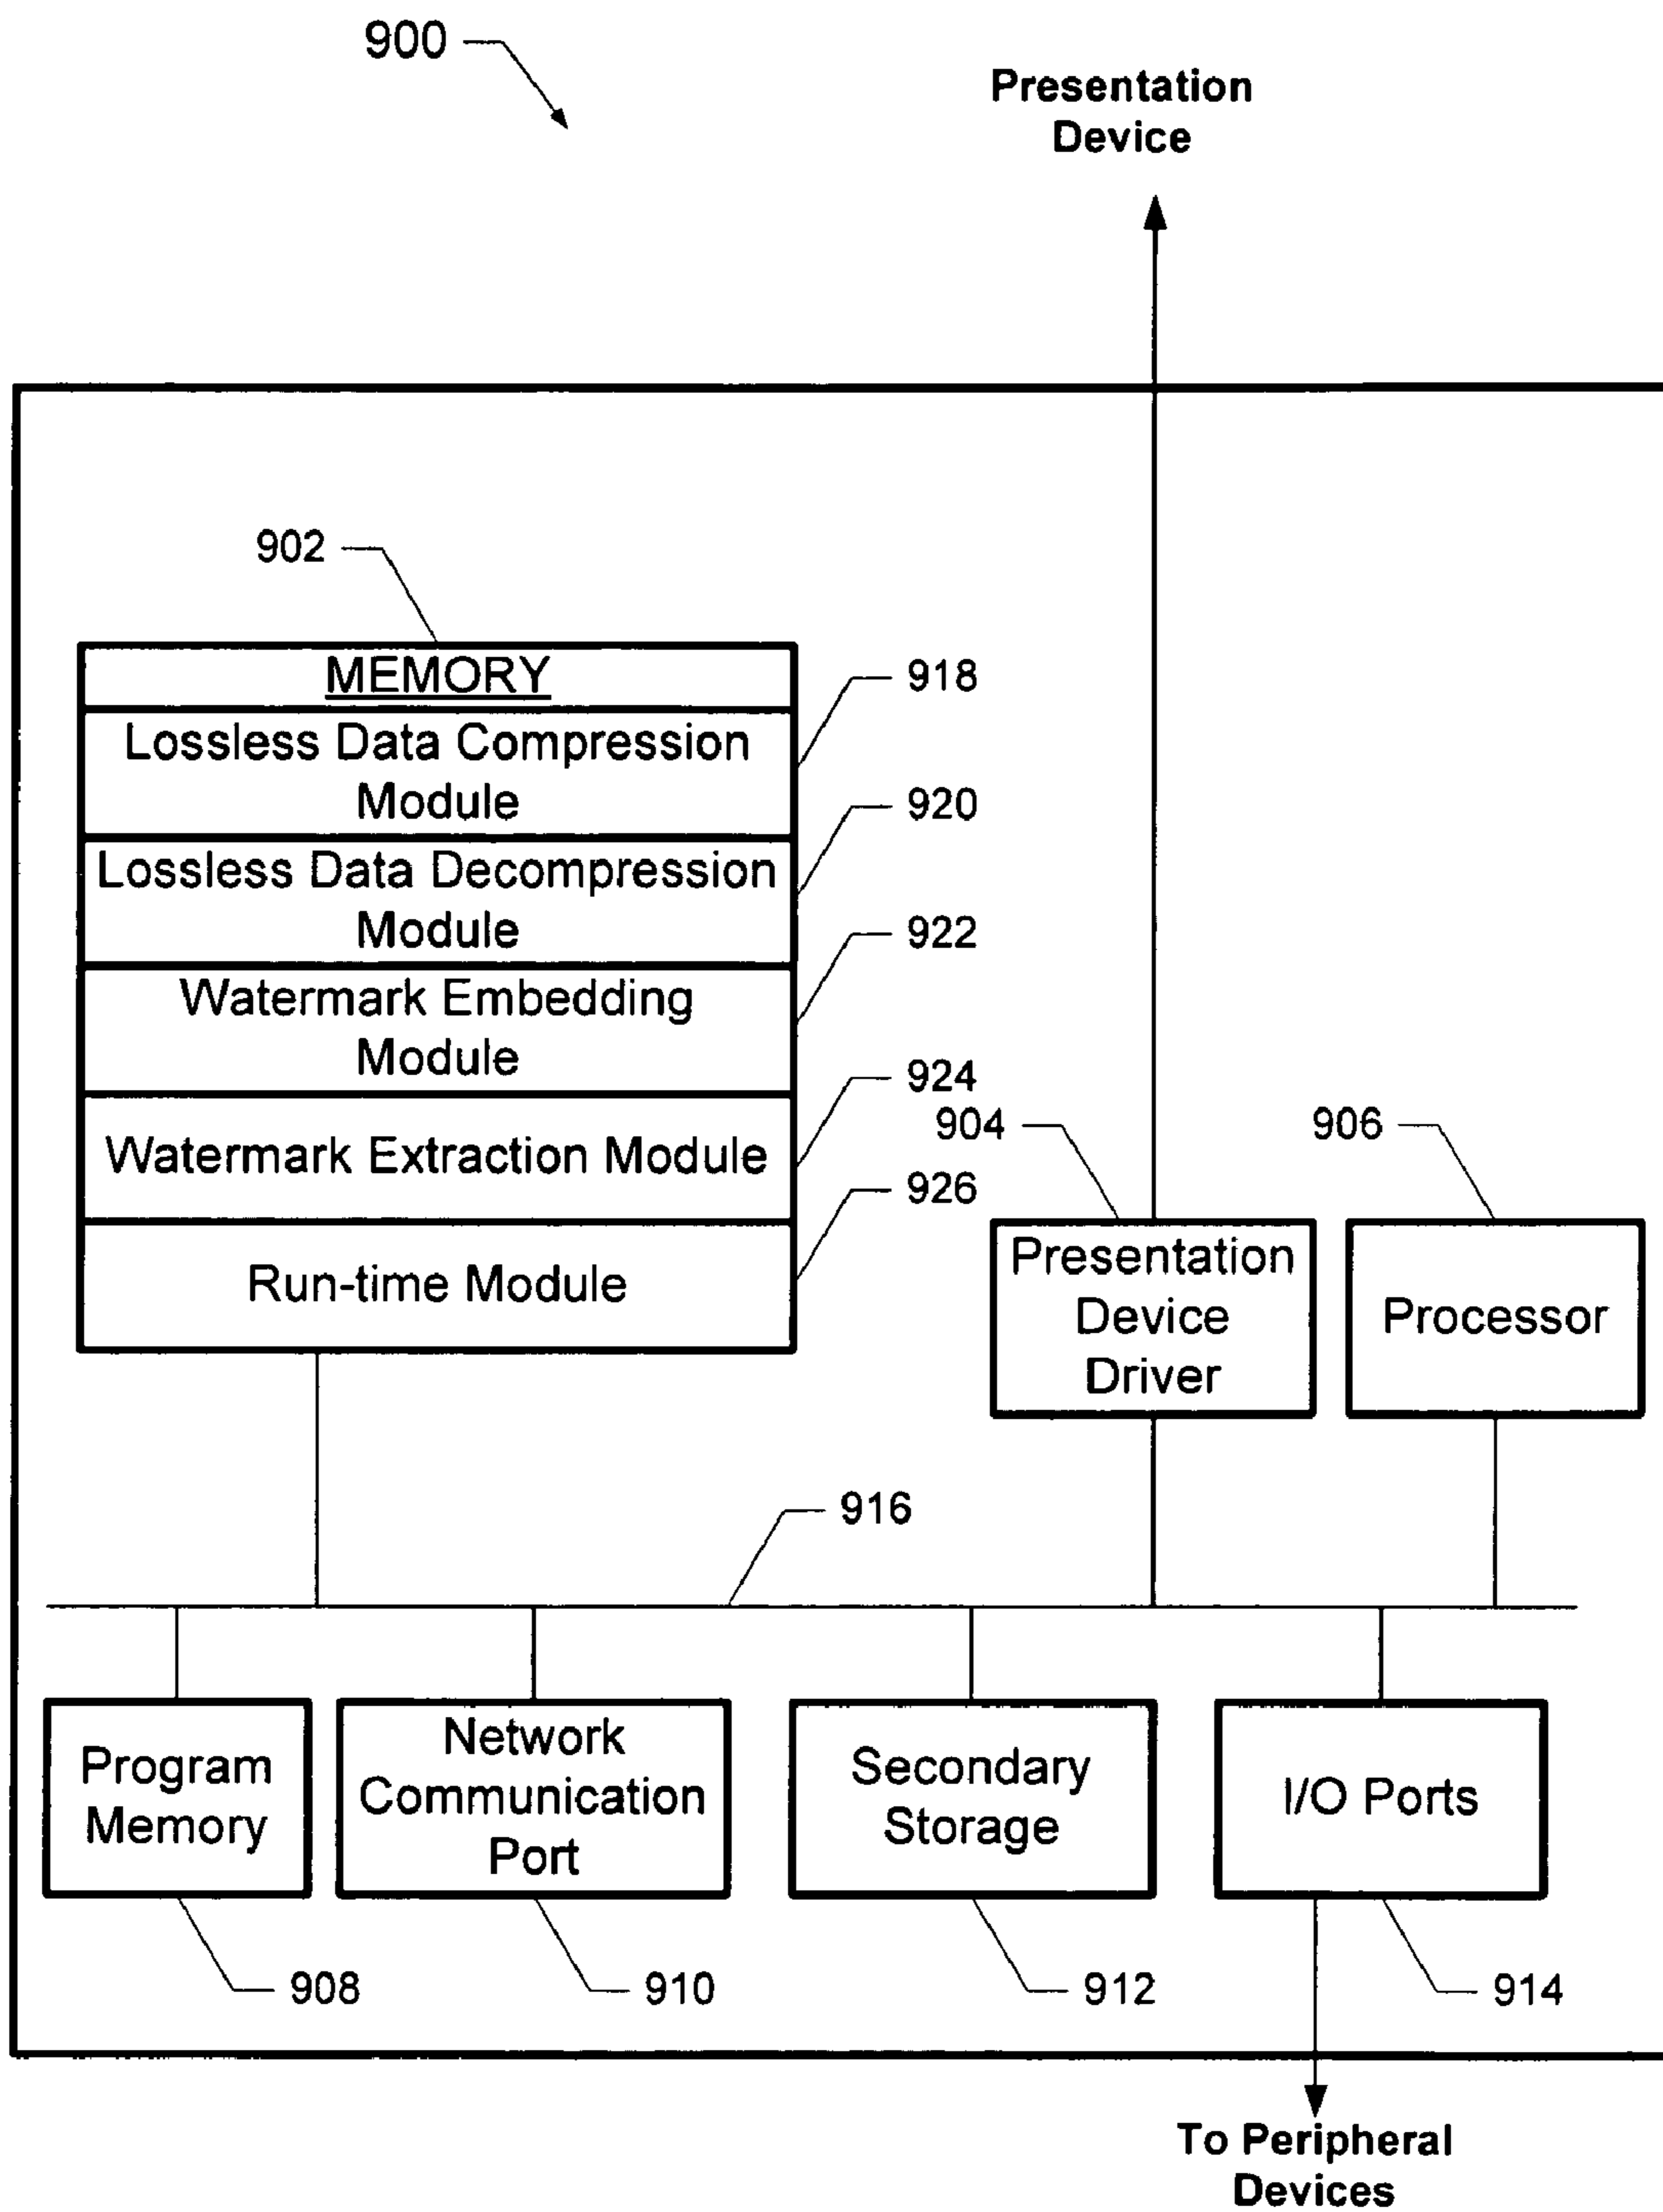 900
Presentation
Device
902
MEMORY
918
Lossless Data Compression
Module
920
Lossless Data Decompression
Module
922
Watermark Embedding
Module
924
Watermark Extraction Module
926
Run-time Module
904
Presentation
Device
Driver
906
Processor
916
Program
Memory
Network
Communication
Port
Secondary
Storage
I/O Ports
908
910
912
914
To Peripheral
Devices